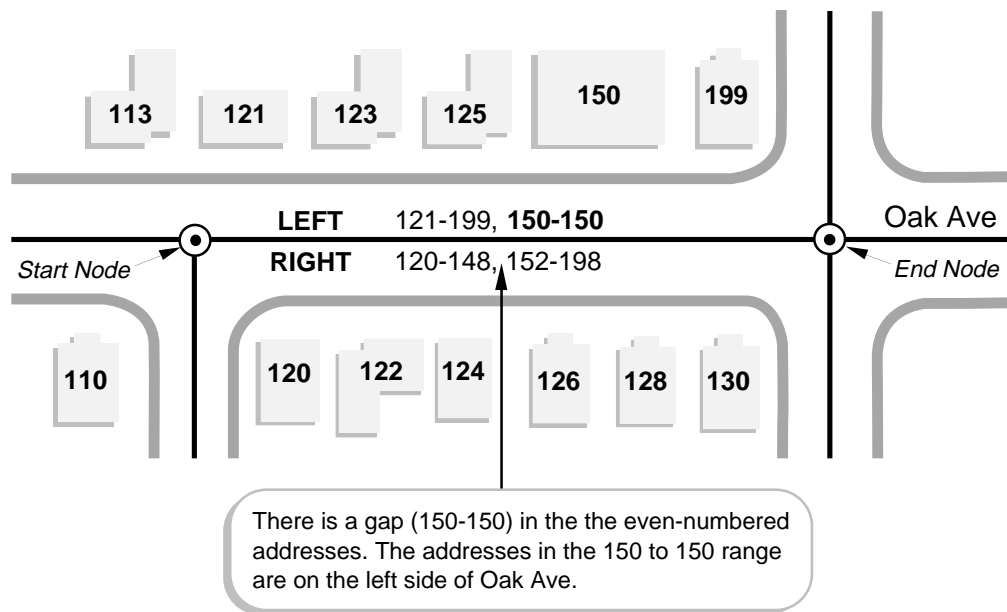 113 121 123 125 150 199
LEFT 121-199, 150-150
Oak Ave
Start Node
RIGHT 120-148, 152-198
End Node
110 120 122 124 126 128 130
There is a gap (150-150) in the the even-numbered
addresses. The addresses in the 150 to 150 range
are on the left side of Oak Ave.